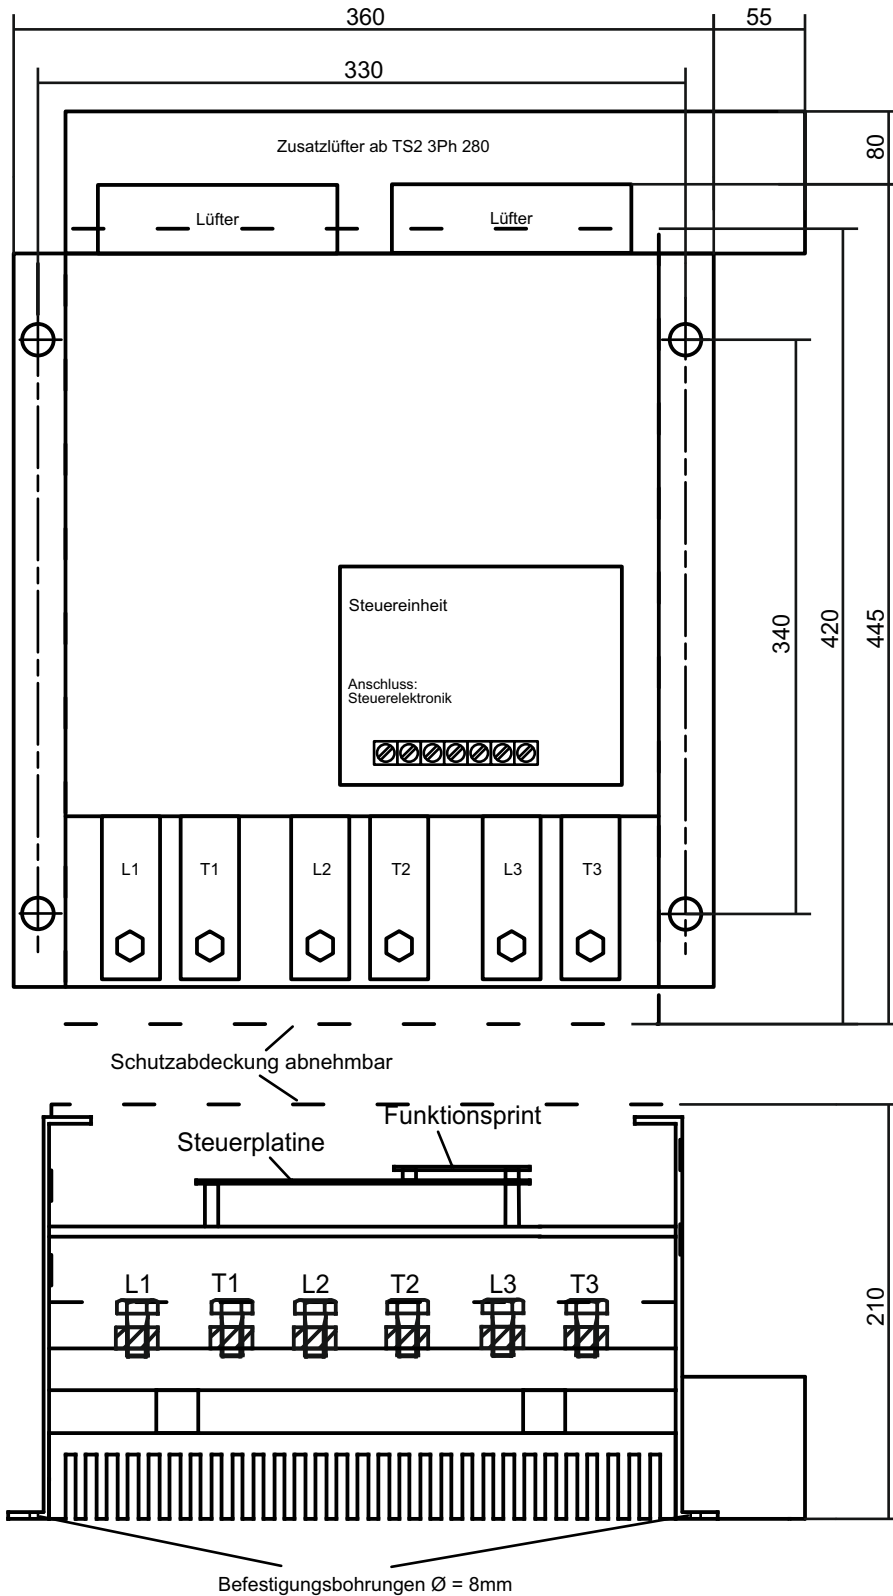 360
55
330
Zusatzlüfter ab TS2 3Ph 280
80
Lüfter
Lüfter
Steuereinheit
340
420
445
Anschluss:
Steuerelektronik
L1
T1
L2
T2
L3
T3
Schutzabdeckung abnehmbar
Funktionsprint
Steuerplatine
L1
T1
L2
T2
L3
T3
210
Befestigungsbohrungen Ø = 8mm